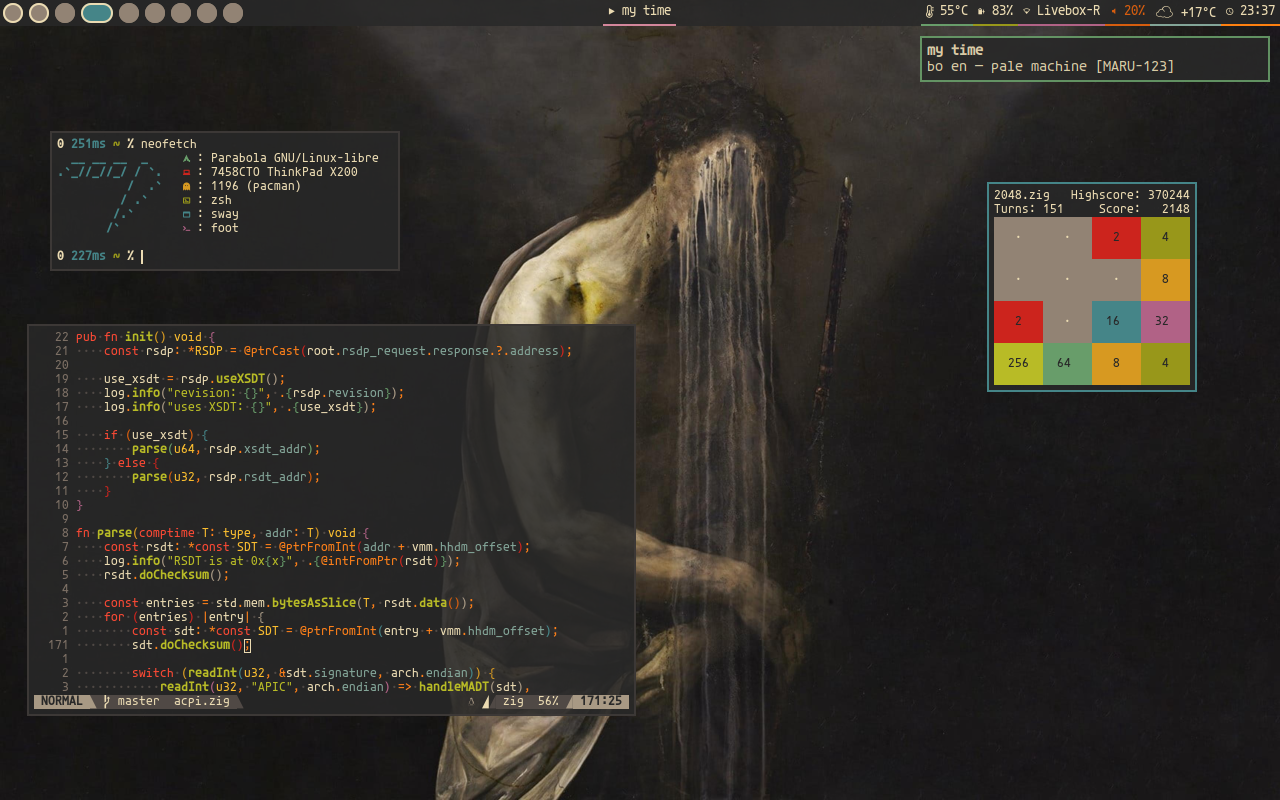 my time
55°C 83% Livebox-R 20% +17°C 23:37
my time
bo en — pale machine [MARU-123]
0 251ms ~ % neofetch
: Parabola GNU/Linux-libre
: 7458CTO ThinkPad X200
: 1196 (pacman)
: zsh
: sway
: foot
0 227ms ~ %
2048.zig Highscore: 370244
Turns: 151 Score: 2148
· · 2 4
· · · 8
2 · 16 32
256 64 8 4
22 pub·fn·init()·void·{
21 ····const·rsdp:·*RSDP·=·@ptrCast(root.rsdp_request.response.?.address);
20
19 ····use_xsdt·=·rsdp.useXSDT();
18 ····log.info("revision:·{}",·.{rsdp.revision});
17 ····log.info("uses·XSDT:·{}",·.{use_xsdt});
16
15 ····if·(use_xsdt)·{
14 ········parse(u64,·rsdp.xsdt_addr);
13 ····}·else·{
12 ········parse(u32,·rsdp.rsdt_addr);
11 ····}
10 }
9
8 fn·parse(comptime·T:·type,·addr:·T)·void·{
7 ····const·rsdt:·*const·SDT·=·@ptrFromInt(addr·+·vmm.hhdm_offset);
6 ····log.info("RSDT·is·at·0x{x}",·.{@intFromPtr(rsdt)});
5 ····rsdt.doChecksum();
4
3 ····const·entries·=·std.mem.bytesAsSlice(T,·rsdt.data());
2 ····for·(entries)·|entry|·{
1 ········const·sdt:·*const·SDT·=·@ptrFromInt(entry·+·vmm.hhdm_offset);
171 ········sdt.doChecksum();
1
2 ········switch·(readInt(u32,·&sdt.signature,·arch.endian))·{
3 ············readInt(u32,·"APIC",·arch.endian)·=>·handleMADT(sdt),
NORMAL master acpi.zig zig 56% 171:25